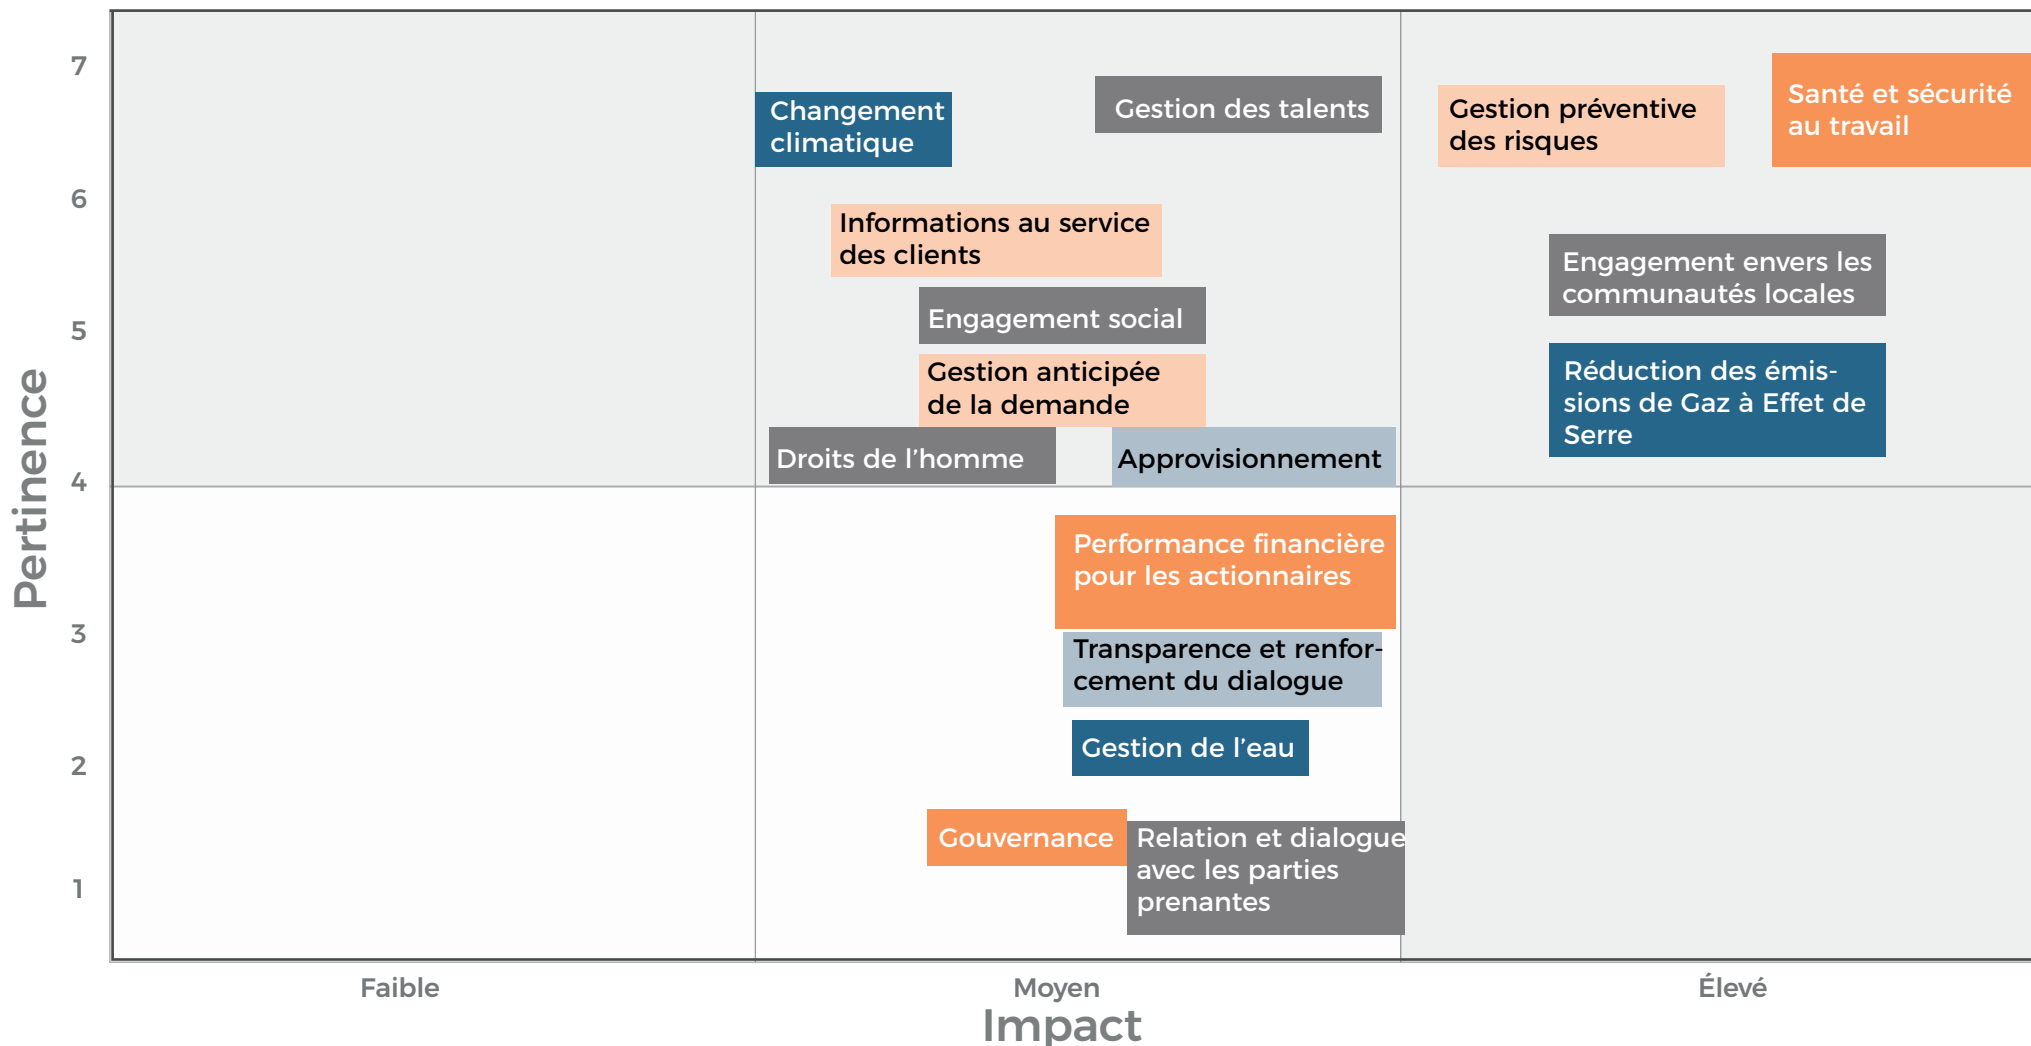 Pertinence
7
6
5
4
3
2
1
Changement
climatique
Gestion des talents
Gestion préventive
des risques
Santé et sécurité
au travail
Informations au service
des clients
Engagement envers les
communautés locales
Engagement social
Gestion anticipée
de la demande
Réduction des émis-
sions de Gaz à Effet de
Serre
Droits de l'homme
Approvisionnement
Performance financière
pour les actionnaires
Transparence et renfor-
cement du dialogue
Gestion de l'eau
Gouvernance
Relation et dialogue
avec les parties
prenantes
Faible
Moyen
Élevé
Impact